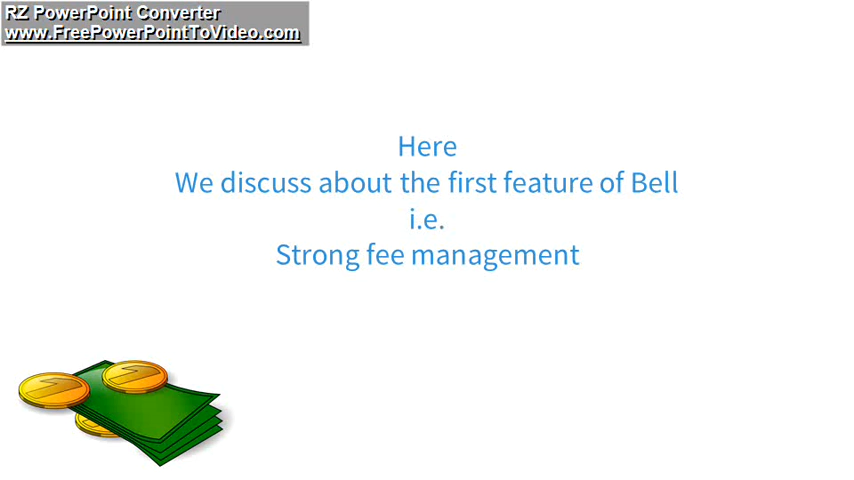 RZ PowerPoint Converter
www.FreePowerPointToVideo.com
Here
We discuss about the first feature of Bell
i.e.
Strong fee management